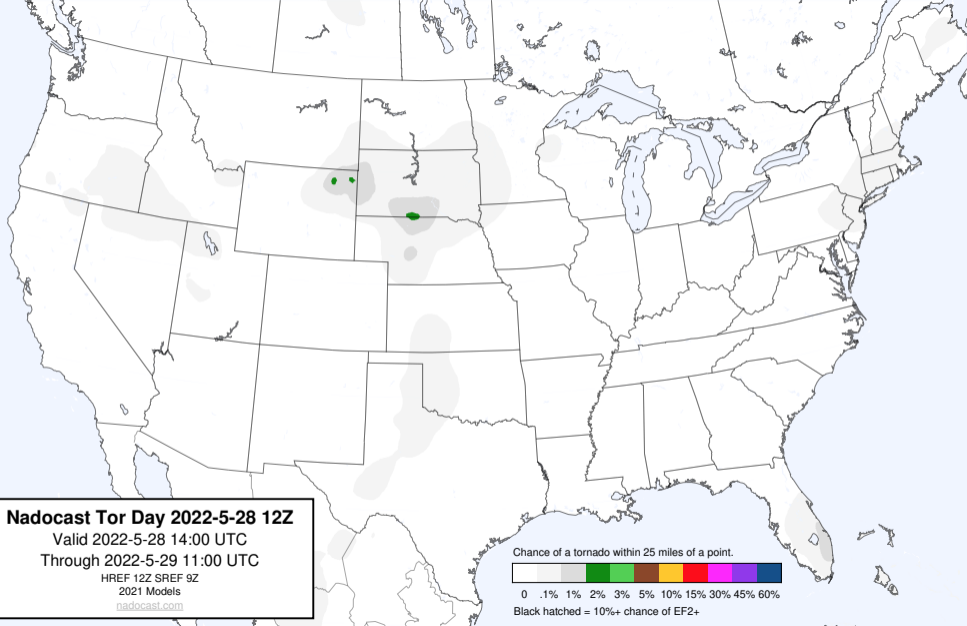 Nadocast Tor Day 2022-5-28 12Z
Valid 2022-5-28 14:00 UTC
Through 2022-5-29 11:00 UTC
HREF 12Z SREF 9Z
2021 Models
nadocast.com
Chance of a tornado within 25 miles of a point.
0 .1% 1% 2% 3% 5% 10% 15% 30% 45% 60%
Black hatched = 10%+ chance of EF2+